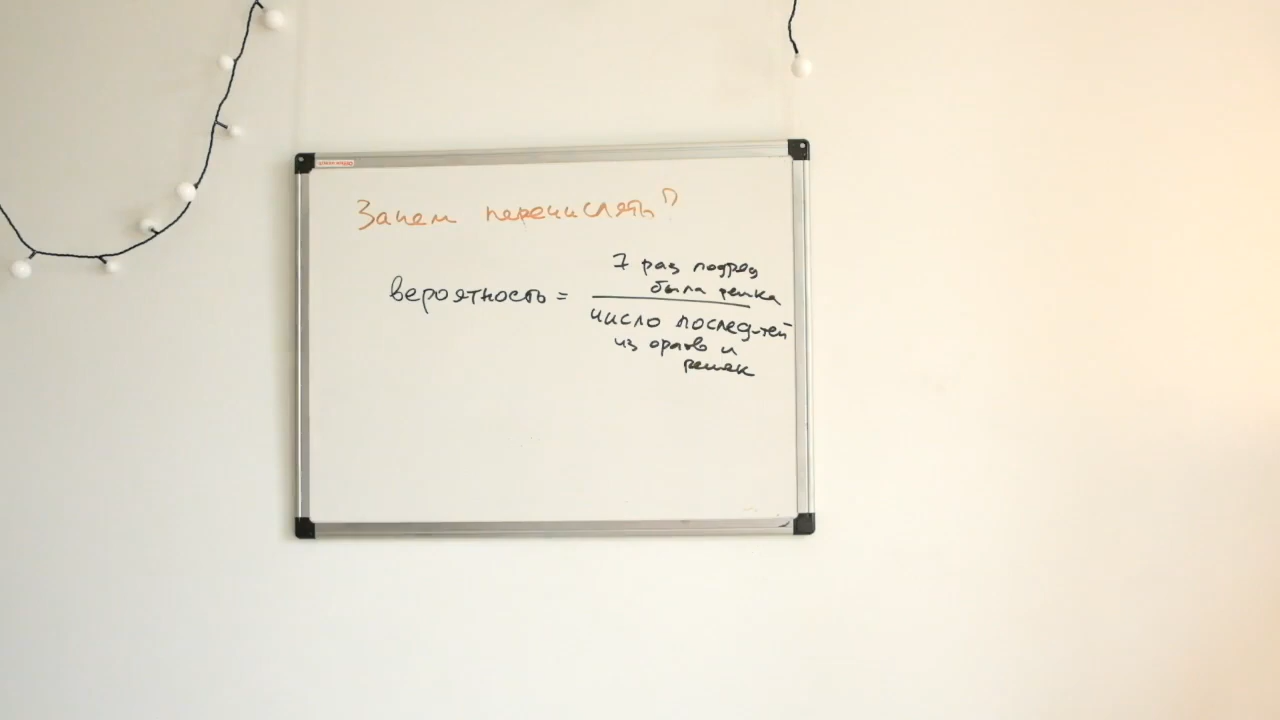 Зачем перечислять?
вероятность =
7 раз подряд
была решка
число послед-тей
из орлов и
решек